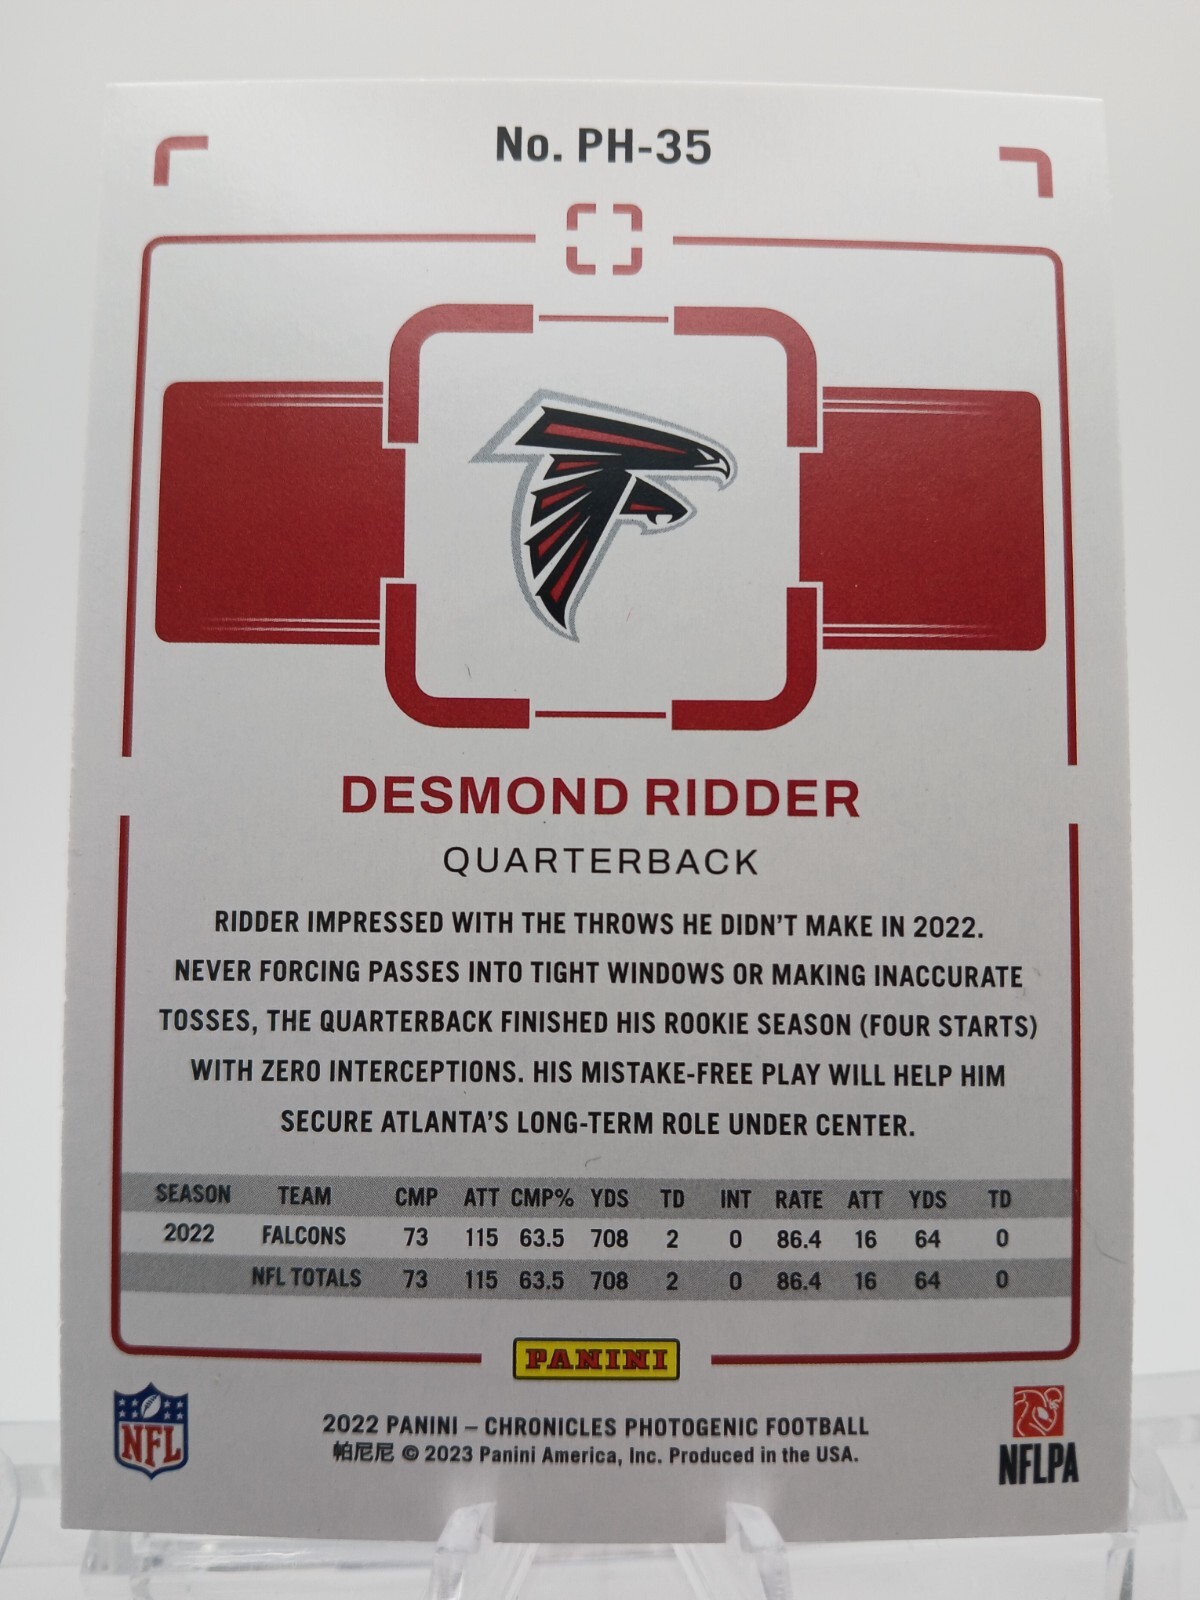 No. PH-35
DESMOND RIDDER
QUARTERBACK
RIDDER IMPRESSED WITH THE THROWS HE DIDN'T MAKE IN 2022.
NEVER FORCING PASSES INTO TIGHT WINDOWS OR MAKING INACCURATE
TOSSES, THE QUARTERBACK FINISHED HIS ROOKIE SEASON (FOUR STARTS)
WITH ZERO INTERCEPTIONS. HIS MISTAKE-FREE PLAY WILL HELP HIM
SECURE ATLANTA'S LONG-TERM ROLE UNDER CENTER.
SEASON TEAM CMP ATT CMP% YDS TD INT RATE ATT YDS TD
2022 FALCONS 73 115 63.5 708 2 0 86.4 16 64 0
NFL TOTALS 73 115 63.5 708 2 0 86.4 16 64 0
PANINI
NFL
2022 PANINI – CHRONICLES PHOTOGENIC FOOTBALL
帕尼尼 © 2023 Panini America, Inc. Produced in the USA.
NFLPA